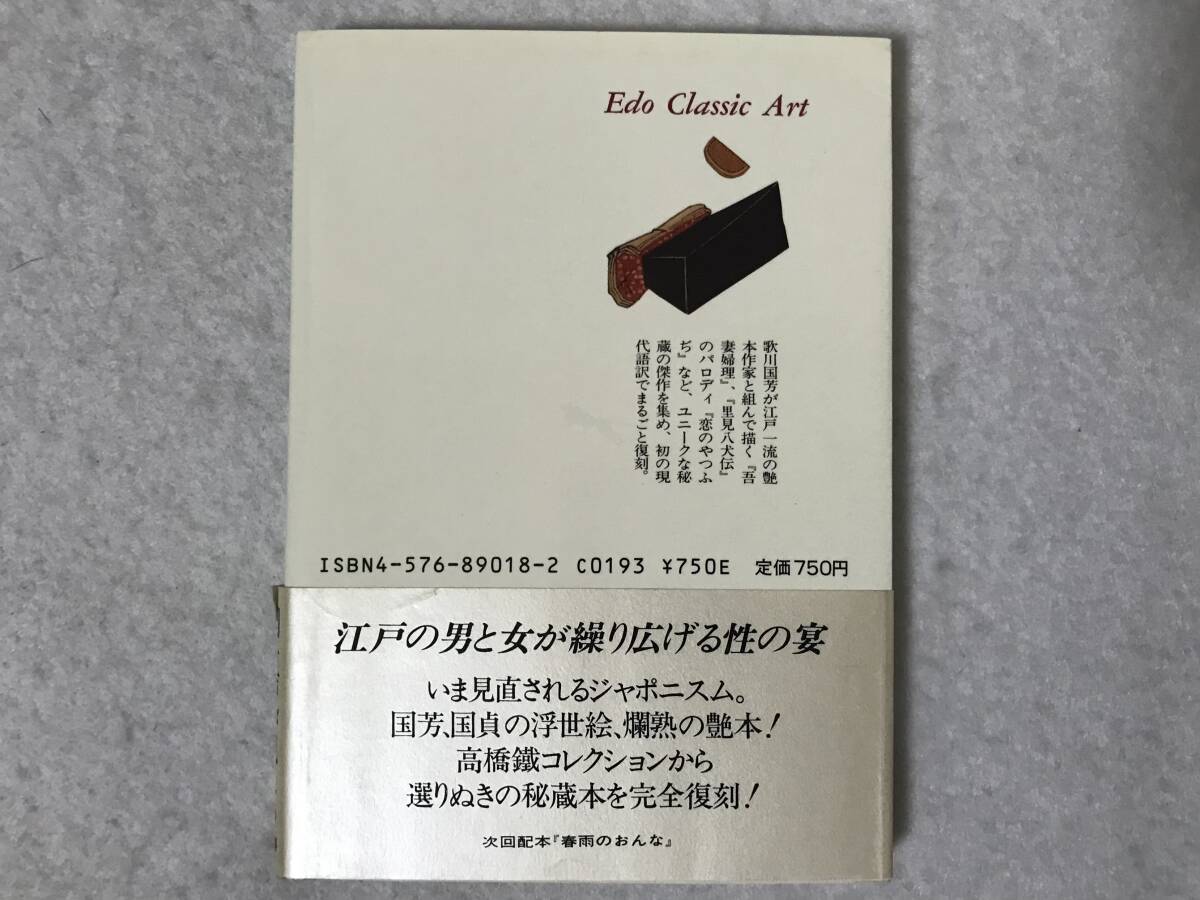 Edo Classic Art
歌川国芳が江戸一流の艶
本作家と組んで描く『吾
妻婦理』、『里見八犬伝』
のパロディ『恋のやつふ
ぢ』など、ユニークな秘
蔵の傑作を集め、初の現
代語訳でまるごと復刻。
ISBN4-576-89018-2 C0193 ¥750E 定価750円
江戸の男と女が繰り広げる性の宴
いま見直されるジャポニスム。
国芳、国貞の浮世絵、爛熟の艶本!
高橋鐵コレクションから
選りぬきの秘蔵本を完全復刻!
次回配本『春雨のおんな』